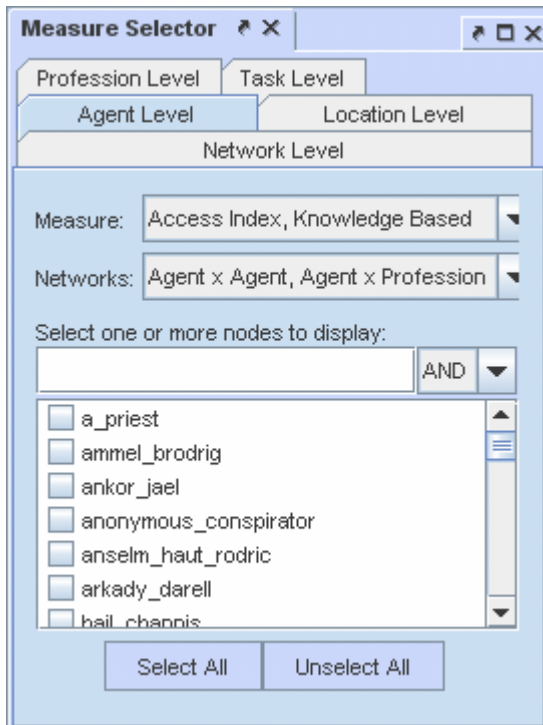 Measure Selector
Profession Level Task Level
Agent Level Location Level
Network Level
Measure: Access Index, Knowledge Based
Networks: Agent x Agent, Agent x Profession
Select one or more nodes to display:
AND
a_priest
ammel_brodrig
ankor_jael
anonymous_conspirator
anselm_haut_rodric
arkady_darell
bail_channis
Select All Unselect All